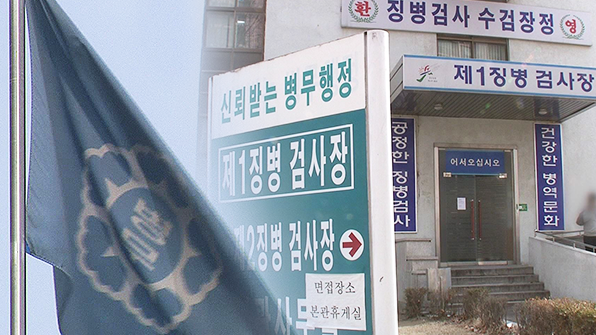 환 징병검사 수검장정 영
제1징병 검사장
공정한 징병검사
어서오십시오
건강한 병역문화
신뢰받는 병무행정
제1징병 검사장
제2징병 검사장
면접장소
본관휴게실